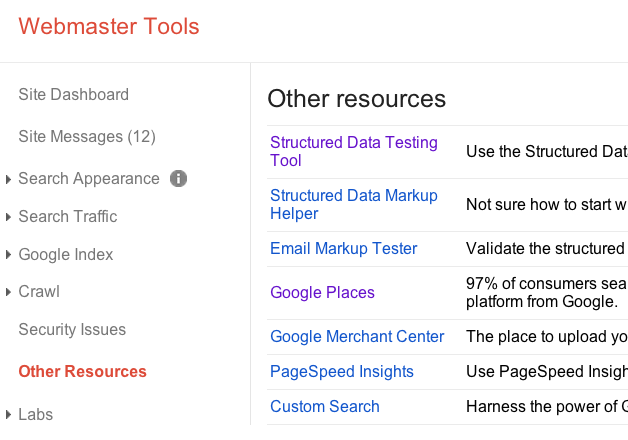 Webmaster Tools
Site Dashboard
Site Messages (12)
Search Appearance
Search Traffic
Google Index
Crawl
Security Issues
Other Resources
Labs
Other resources
Structured Data Testing
Tool
Use the Structured Dat
Structured Data Markup
Helper
Not sure how to start w
Email Markup Tester
Validate the structured
Google Places
97% of consumers sea
platform from Google.
Google Merchant Center
The place to upload yo
PageSpeed Insights
Use PageSpeed Insigh
Custom Search
Harness the power of G